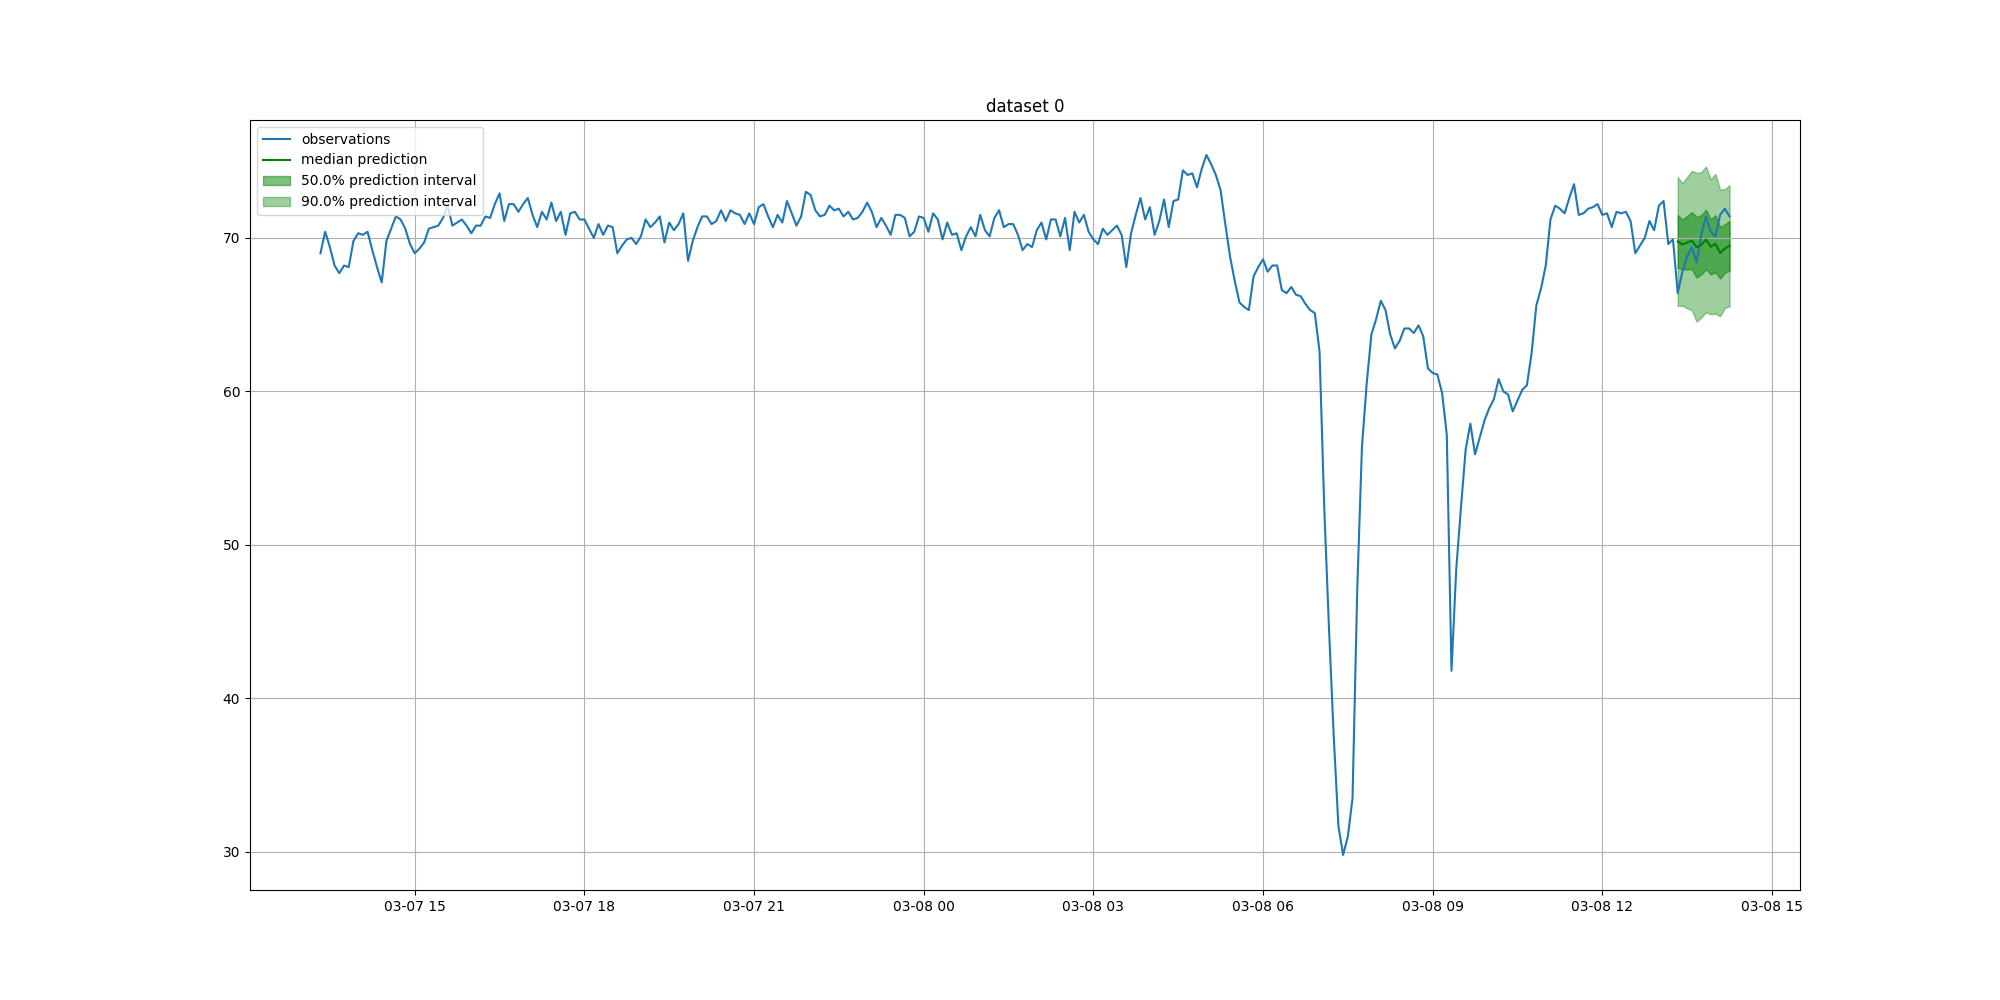 dataset 0
observations
median prediction
50.0% prediction interval
90.0% prediction interval
70
60
50
40
30
03-07 15
03-07 18
03-07 21
03-08 00
03-08 03
03-08 06
03-08 09
03-08 12
03-08 15